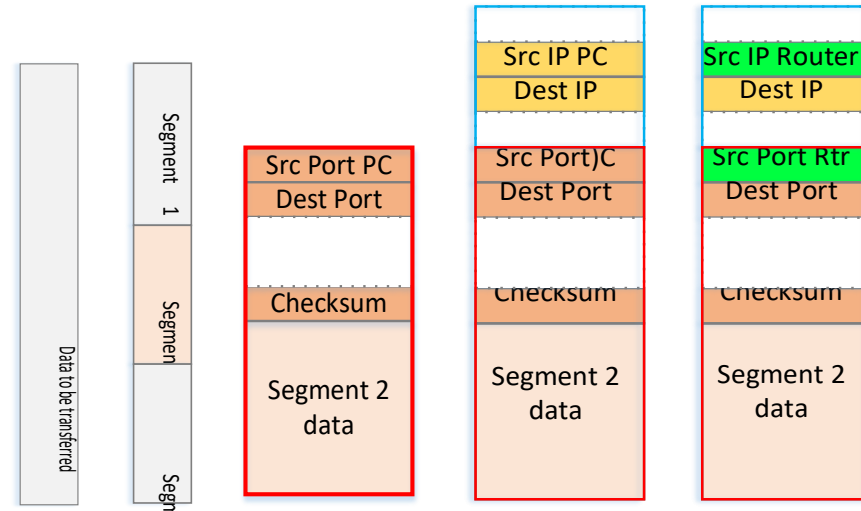 Data to be transferred
Segment 1
Segmen
Segn
Src Port PC
Dest Port
Checksum
Segment 2
data
Src IP PC
Dest IP
Src Port)C
Dest Port
Checksum
Segment 2
data
Src IP Router
Dest IP
Src Port Rtr
Dest Port
Checksum
Segment 2
data